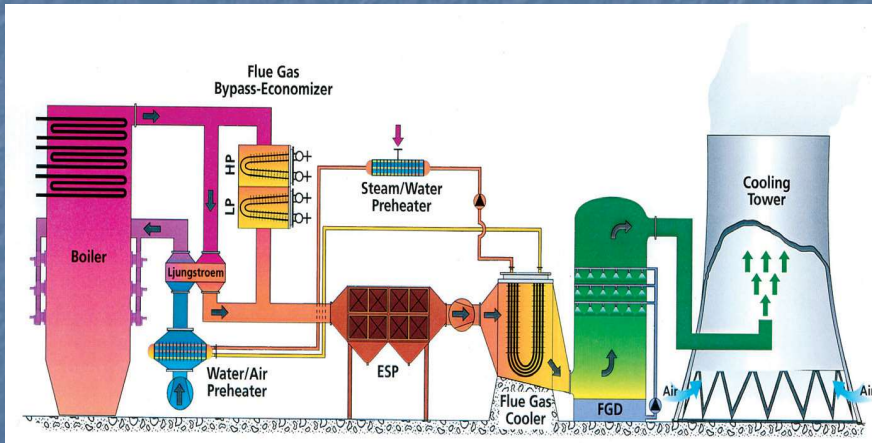 Flue Gas
Bypass-Economizer
HP
LP
Steam/Water
Preheater
Cooling
Tower
Boiler
Ljungstroem
Water/Air
Preheater
ESP
Flue Gas
Cooler
FGD
Air
Air